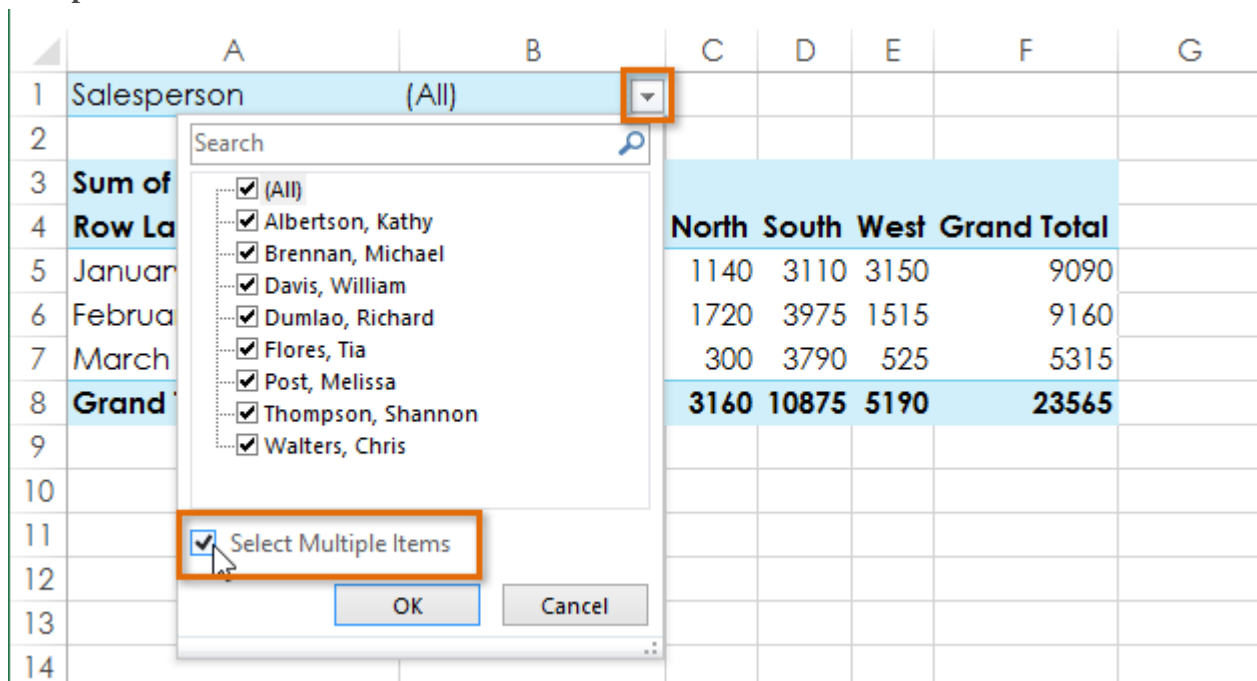 A B C D E F G
1 Salesperson (All)
2 Search
3 Sum of
(All)
4 Row La
Albertson, Kathy
North South West Grand Total
Brennan, Michael
5 Januar
1140 3110 3150 9090
Davis, William
6 Februa
Dumlao, Richard
1720 3975 1515 9160
Flores, Tia
7 March
300 3790 525 5315
Post, Melissa
8 Grand
Thompson, Shannon
3160 10875 5190 23565
9 Walters, Chris
10
11 Select Multiple Items
12
OK Cancel
13
14